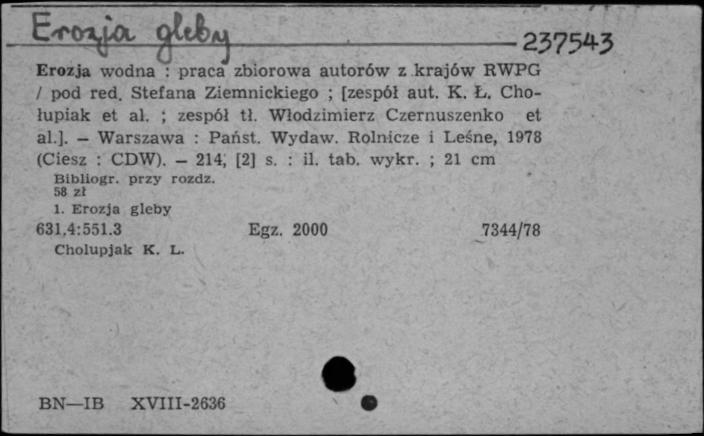 Erozja gleby
237543
Erozja wodna : praca zbiorowa autorów z krajów RWPG
/ pod red. Stefana Ziemnickiego ; [zespół aut. K. Ł. Cho-
łupiak et al. ; zespół tł. Włodzimierz Czernuszenko et
al.]. — Warszawa : Państ. Wydaw. Rolnicze i Leśne, 1978
(Ciesz : CDW). — 214, [2] s. : il. tab. wykr. ; 21 cm
Bibliogr. przy rozdz.
58 zł
1. Erozja gleby
631.4:551.3 Egz. 2000 7344/78
Cholupjak K. L.
BN—IB XVIII-2636